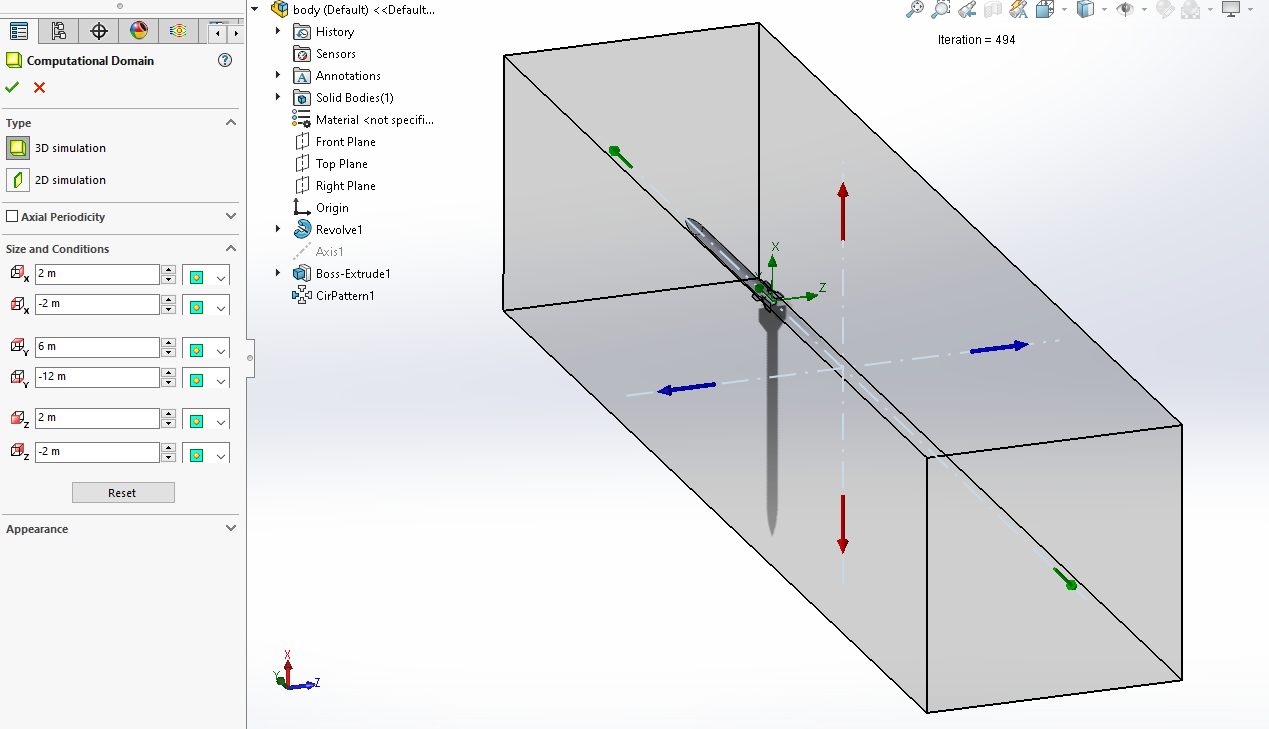 Computational Domain
Type
3D simulation
2D simulation
Axial Periodicity
Size and Conditions
X 2 m
X -2 m
Y 6 m
Y -12 m
Z 2 m
Z -2 m
Reset
Appearance
body (Default) <<Default...
History
Sensors
A Annotations
Solid Bodies(1)
Material <not specifi...
Front Plane
Top Plane
Right Plane
Origin
Revolve1
Axis1
Boss-Extrude1
CirPattern1
Iteration = 494
X
Y
Z
X
Y
Z